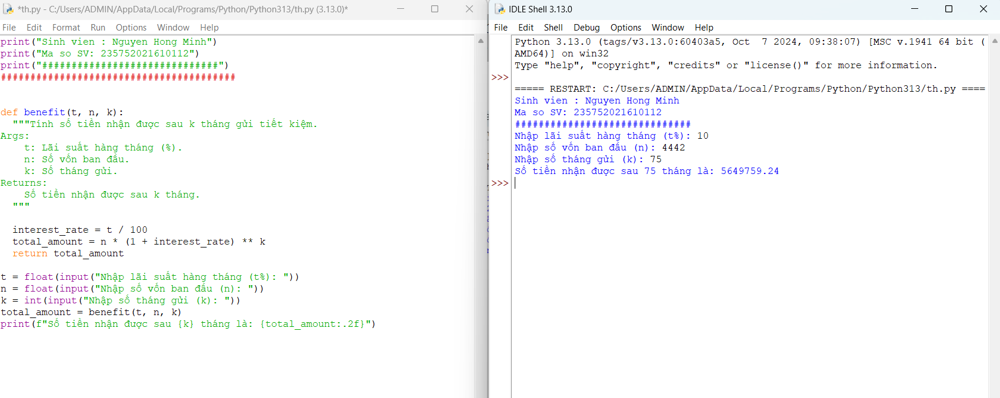 *th.py - C:/Users/ADMIN/AppData/Local/Programs/Python/Python313/th.py (3.13.0)*
File Edit Format Run Options Window Help
print("Sinh vien : Nguyen Hong Minh")
print("Ma so SV: 235752021610112")
print("##############################")
########################################
def benefit(t, n, k):
  """Tính số tiền nhận được sau k tháng gửi tiết kiệm.
Args:
    t: Lãi suất hàng tháng (%).
    n: Số vốn ban đầu.
    k: Số tháng gửi.
Returns:
    Số tiền nhận được sau k tháng.
  """
  interest_rate = t / 100
  total_amount = n * (1 + interest_rate) ** k
  return total_amount
t = float(input("Nhập lãi suất hàng tháng (t%): "))
n = float(input("Nhập số vốn ban đầu (n): "))
k = int(input("Nhập số tháng gửi (k): "))
total_amount = benefit(t, n, k)
print(f"Số tiền nhận được sau {k} tháng là: {total_amount:.2f}")
IDLE Shell 3.13.0
File Edit Shell Debug Options Window Help
Python 3.13.0 (tags/v3.13.0:60403a5, Oct  7 2024, 09:38:07) [MSC v.1941 64 bit (
AMD64)] on win32
Type "help", "copyright", "credits" or "license()" for more information.
>>>
===== RESTART: C:/Users/ADMIN/AppData/Local/Programs/Python/Python313/th.py ====
Sinh vien : Nguyen Hong Minh
Ma so SV: 235752021610112
##############################
Nhập lãi suất hàng tháng (t%): 10
Nhập số vốn ban đầu (n): 4442
Nhập số tháng gửi (k): 75
Số tiền nhận được sau 75 tháng là: 5649759.24
>>>